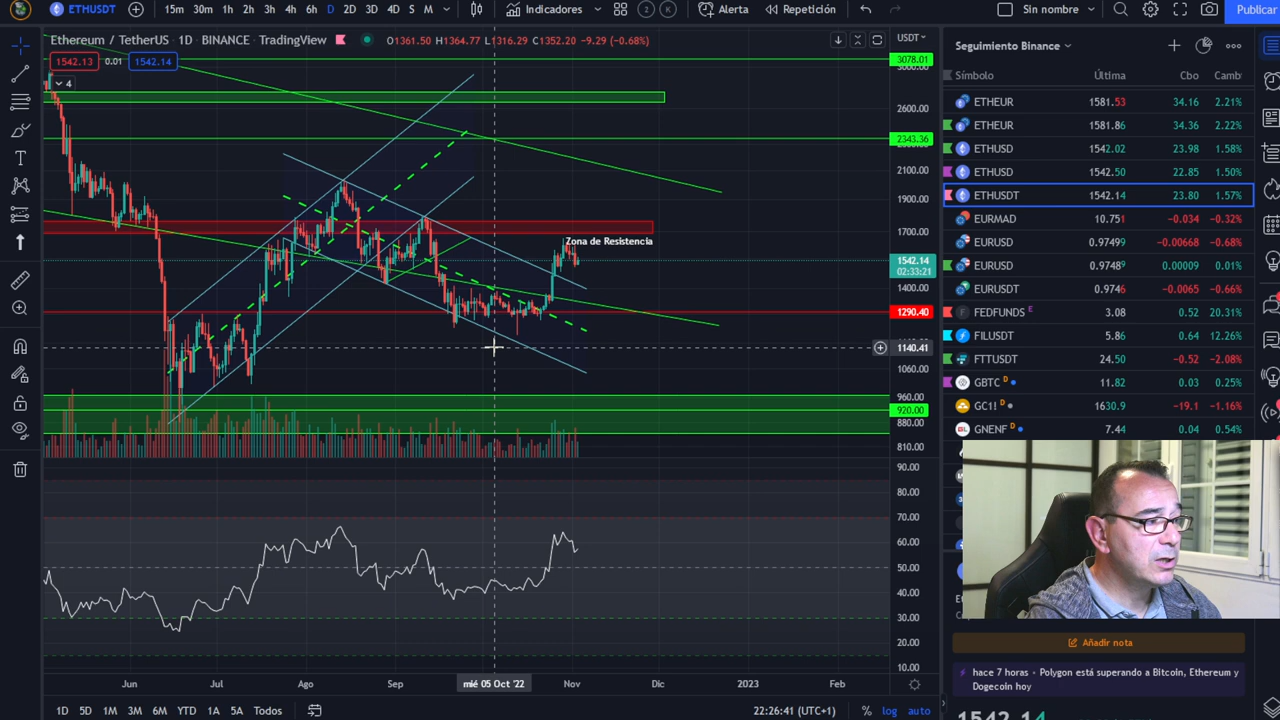 ETHUSDT 15m 30m 1h 2h 3h 4h 6h D 2D 3D 4D S M Indicadores 2 K Alerta Repetición Sin nombre Publicar
Ethereum / TetherUS · 1D · BINANCE · TradingView O1361.50 H1364.77 L1316.29 C1352.20 -9.29 (-0.68%) USDT
1542.13 0.01 1542.14
4
3078.01
3000.00
2600.00
2343.36
2100.00
1900.00
1700.00
Zona de Resistencia
1542.14
02:33:21
1400.00
1290.40
1140.41
1060.00
960.00
920.00
880.00
810.00
90.00
80.00
70.00
60.00
50.00
40.00
30.00
20.00
10.00
Jun Jul Ago Sep mié 05 Oct '22 Nov Dic 2023 Feb
1D 5D 1M 3M 6M YTD 1A 5A Todos 22:26:41 (UTC+1) % log auto
Seguimiento Binance
Símbolo Última Cbo Camb
ETHEUR 1581.53 34.16 2.21%
ETHEUR 1581.86 34.36 2.22%
ETHUSD 1542.02 23.98 1.58%
ETHUSD 1542.50 22.85 1.50%
ETHUSDT 1542.14 23.80 1.57%
EURMAD 10.751 -0.034 -0.32%
EURUSD 0.97499 -0.00668 -0.68%
EURUSD 0.97489 0.00009 0.01%
EURUSDT 0.9746 -0.0065 -0.66%
FEDFUNDS E 3.08 0.52 20.31%
FILUSDT 5.86 0.64 12.26%
FTTUSDT 24.50 -0.52 -2.08%
GBTC D 11.82 0.03 0.25%
GC1! D 1630.9 -19.1 -1.16%
GNENF D 7.44 0.04 0.54%
Añadir nota
hace 7 horas • Polygon está superando a Bitcoin, Ethereum y
Dogecoin hoy
1542.14